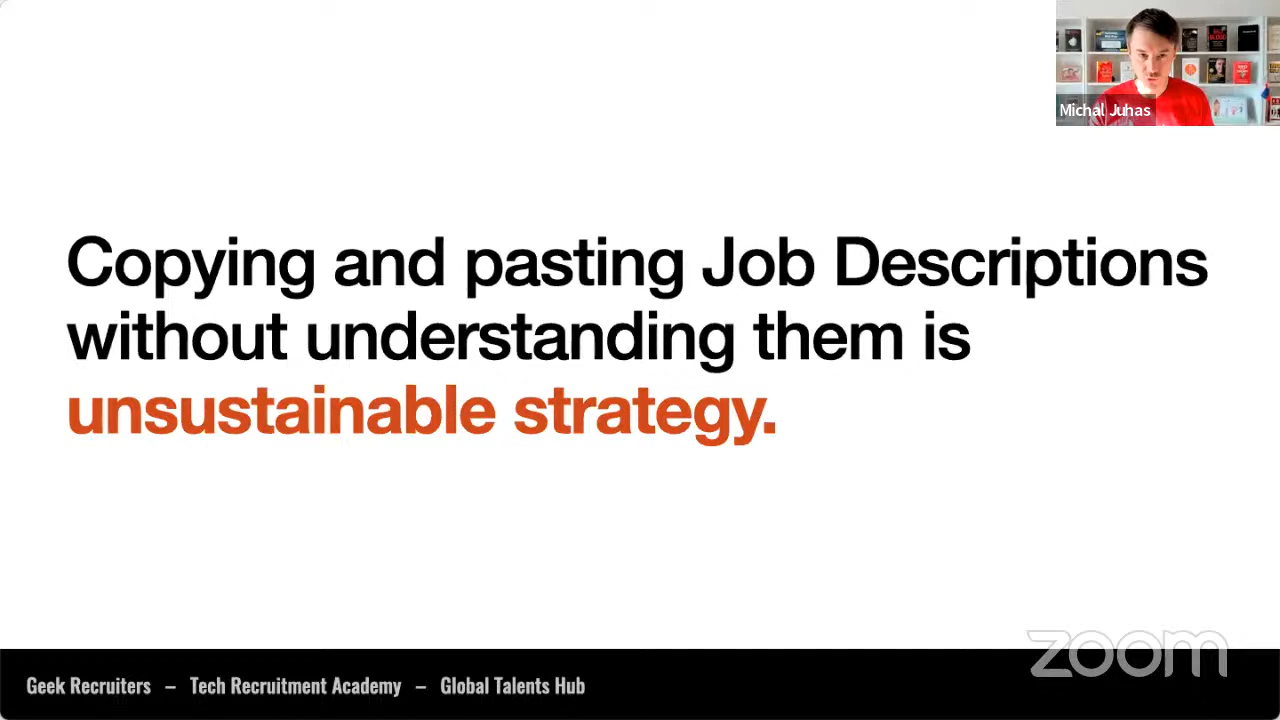 Michal Juhas
Copying and pasting Job Descriptions
without understanding them is
unsustainable strategy.
zoom
Geek Recruiters – Tech Recruitment Academy – Global Talents Hub